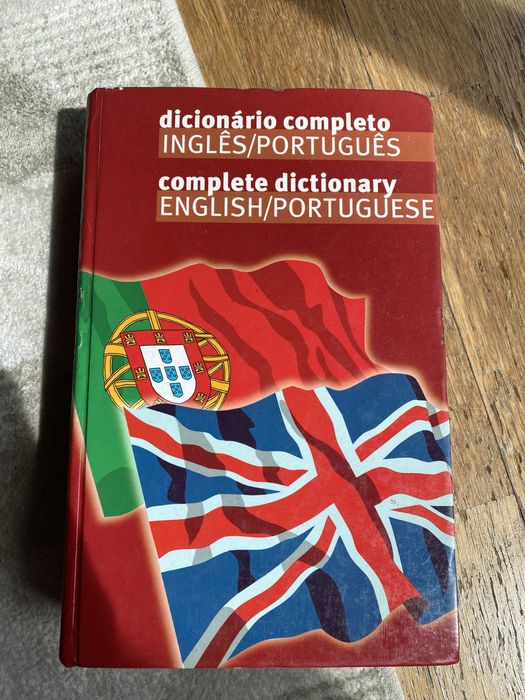 dicionário completo
INGLÊS/PORTUGUÊS
complete dictionary
ENGLISH/PORTUGUESE